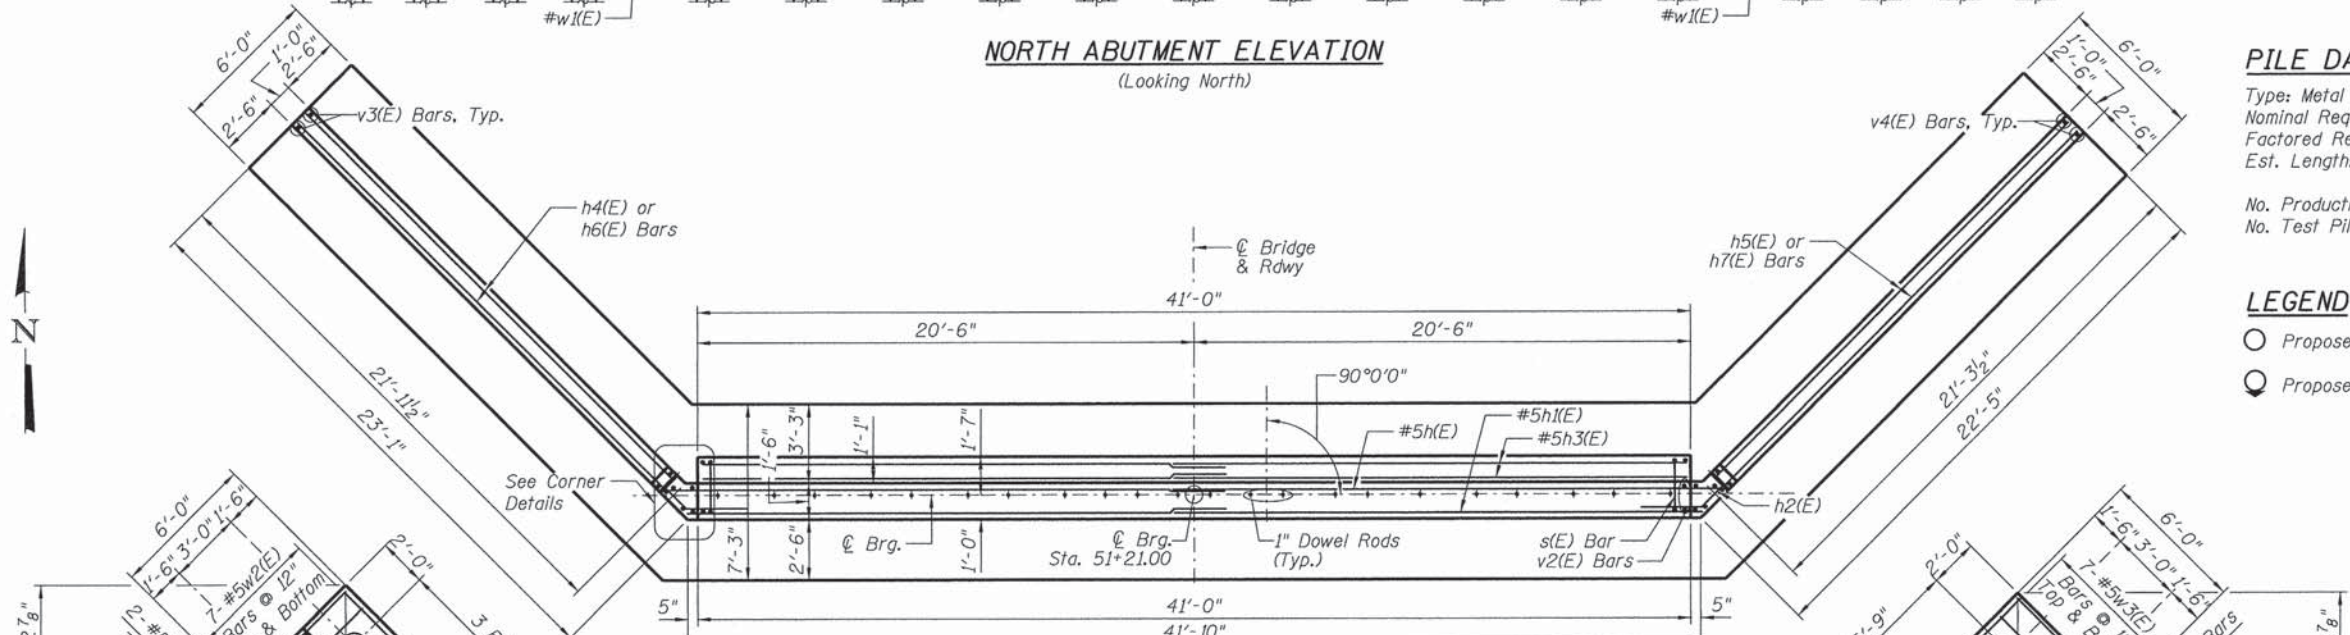 #w1(E)
#w1(E)
NORTH ABUTMENT ELEVATION
(Looking North)
6'-0"
1'-0"
2'-6"
2'-6"
v3(E) Bars, Typ.
1'-0"
2'-6"
6'-0"
2'-6"
v4(E) Bars, Typ.
PILE DA
Type: Metal
Nominal Req
Factored Re
Est. Length
No. Producti
No. Test Pil
h4(E) or
h6(E) Bars
℄ Bridge
& Rdwy
h5(E) or
h7(E) Bars
LEGEND
Propose
Propose
N
41'-0"
20'-6"
20'-6"
90°0'0"
21'-11½"
23'-1"
21'-3½"
22'-5"
1'-6"
3'-3"
1'-1"
1'-7"
#5h1(E)
#5h(E)
#5h3(E)
See Corner
Details
h2(E)
7'-3"
2'-6"
℄ Brg.
1'-0"
℄ Brg.
Sta. 51+21.00
1" Dowel Rods
(Typ.)
s(E) Bar
v2(E) Bars
5"
41'-0"
5"
41'-10"
6'-0"
1'-6"
3'-0"
1'-6"
7-#5w2(E)
Bars @ 12"
& Bottom
2'-0"
2'-0"
6'-0"
1'-6"
3'-0"
1'-6"
7-#5w3(E)
Bars @
Top &
Bars